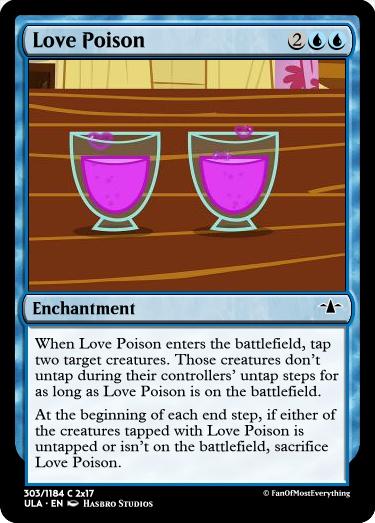 Love Poison 2
Enchantment
When Love Poison enters the battlefield, tap
two target creatures. Those creatures don't
untap during their controllers' untap steps for
as long as Love Poison is on the battlefield.
At the beginning of each end step, if either of
the creatures tapped with Love Poison is
untapped or isn't on the battlefield, sacrifice
Love Poison.
303/1184 C 2x17
ULA • EN Hasbro Studios © FanOfMostEverything